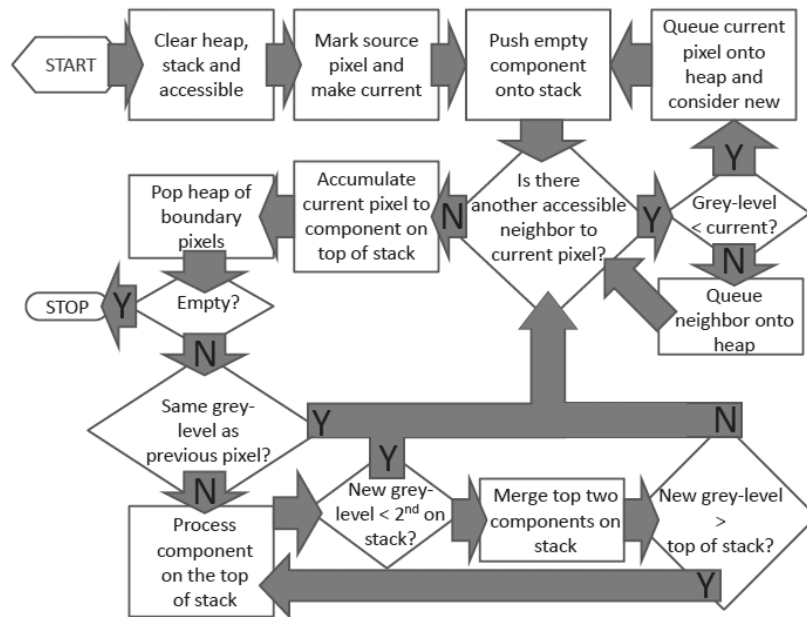 START
Clear heap,
stack and
accessible
Mark source
pixel and
make current
Push empty
component
onto stack
Queue current
pixel onto
heap and
consider new
Y
Pop heap of
boundary
pixels
Accumulate
current pixel to
component on
top of stack
N
Is there
another accessible
neighbor to
current pixel?
Y
Grey-level
< current?
N
Queue
neighbor onto
heap
STOP
Y
Empty?
N
Same grey-
level as
previous pixel?
Y
N
N
Y
Process
component
on the top
of stack
New grey-
level < 2nd on
stack?
Merge top two
components on
stack
New grey-level
>
top of stack?
Y